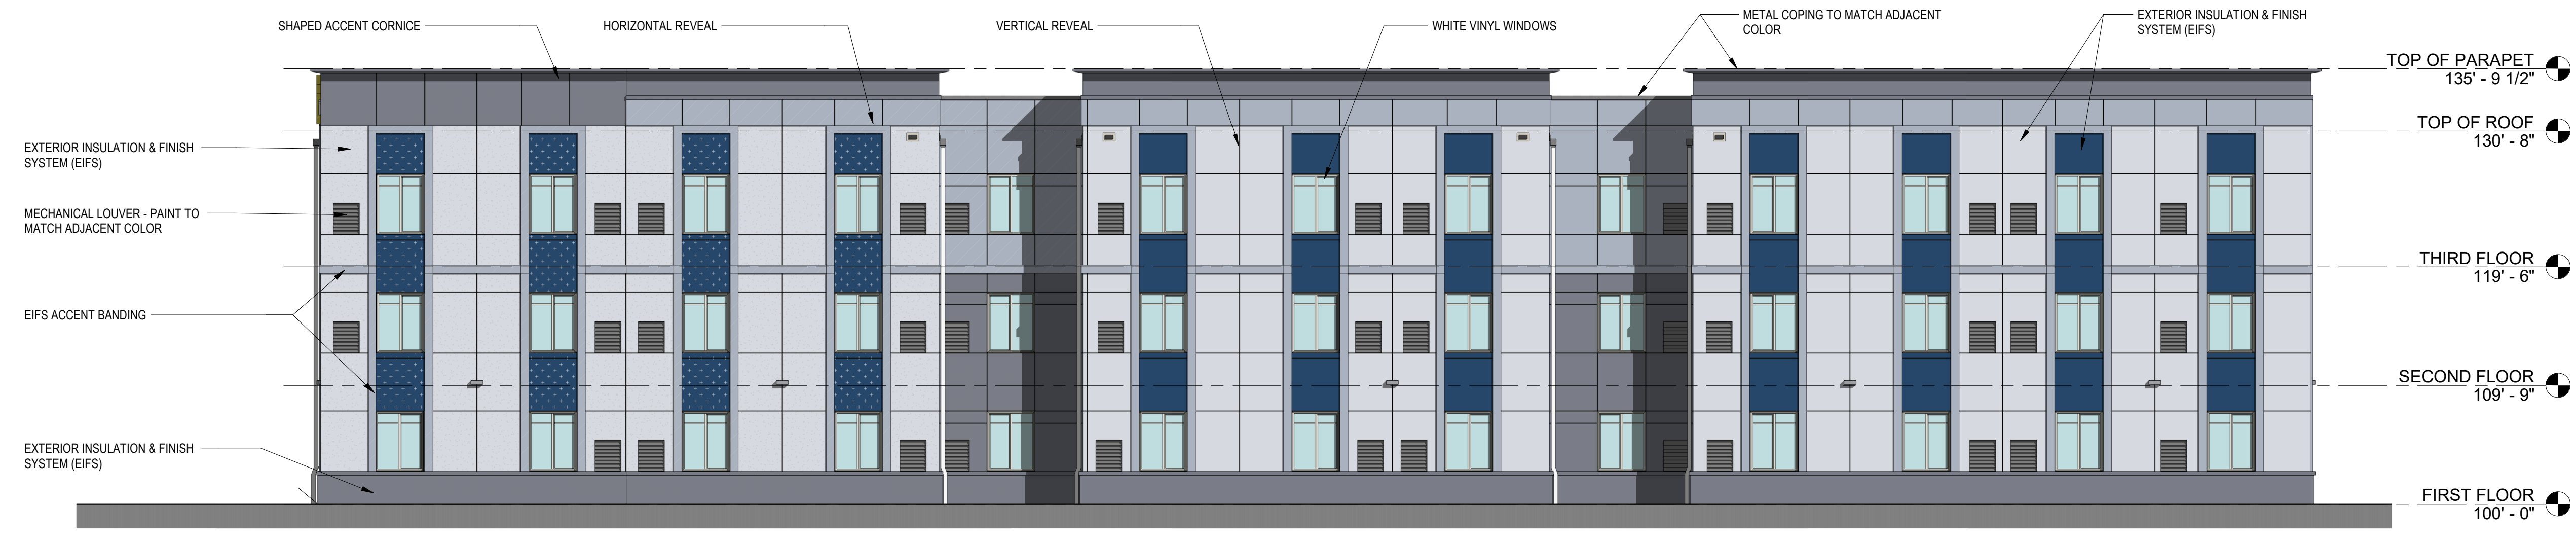 SHAPED ACCENT CORNICE
HORIZONTAL REVEAL
VERTICAL REVEAL
WHITE VINYL WINDOWS
METAL COPING TO MATCH ADJACENT
COLOR
EXTERIOR INSULATION & FINISH
SYSTEM (EIFS)
TOP OF PARAPET
135' - 9 1/2"
TOP OF ROOF
130' - 8"
EXTERIOR INSULATION & FINISH
SYSTEM (EIFS)
MECHANICAL LOUVER - PAINT TO
MATCH ADJACENT COLOR
THIRD FLOOR
119' - 6"
EIFS ACCENT BANDING
SECOND FLOOR
109' - 9"
EXTERIOR INSULATION & FINISH
SYSTEM (EIFS)
FIRST FLOOR
100' - 0"